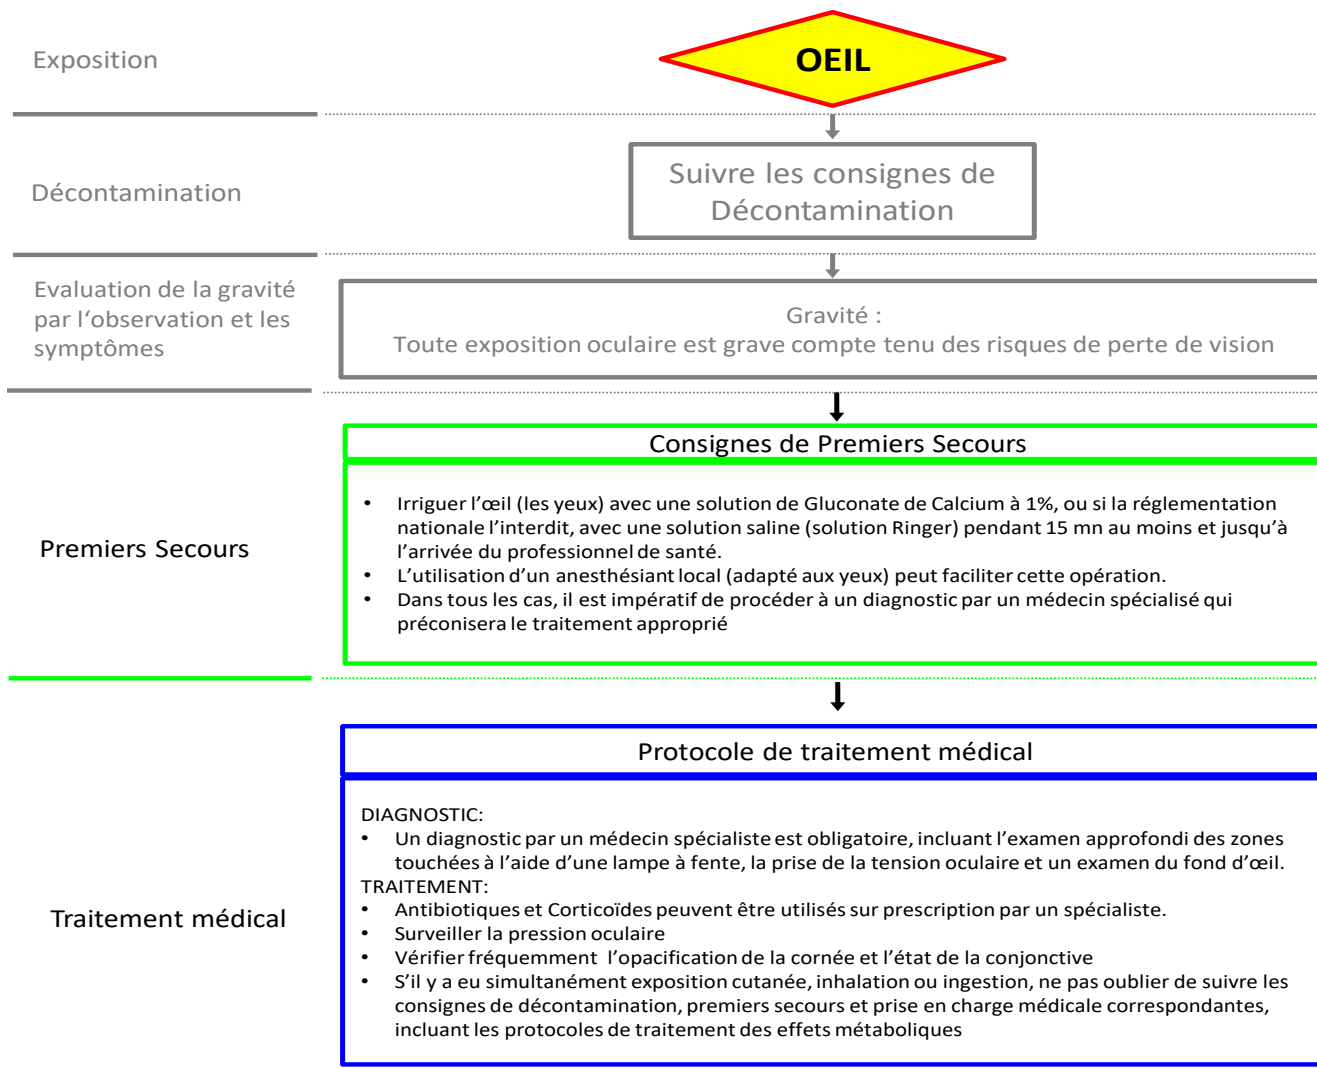 Exposition
OEIL
Décontamination
Suivre les consignes de
Décontamination
Evaluation de la gravité
par l‘observation et les
symptômes
Gravité :
Toute exposition oculaire est grave compte tenu des risques de perte de vision
Premiers Secours
Consignes de Premiers Secours
• Irriguer l’œil (les yeux) avec une solution de Gluconate de Calcium à 1%, ou si la réglementation
nationale l’interdit, avec une solution saline (solution Ringer) pendant 15 mn au moins et jusqu’à
l’arrivée du professionnel de santé.
• L’utilisation d’un anesthésiant local (adapté aux yeux) peut faciliter cette opération.
• Dans tous les cas, il est impératif de procéder à un diagnostic par un médecin spécialisé qui
préconisera le traitement approprié
Traitement médical
Protocole de traitement médical
DIAGNOSTIC:
• Un diagnostic par un médecin spécialiste est obligatoire, incluant l’examen approfondi des zones
touchées à l’aide d’une lampe à fente, la prise de la tension oculaire et un examen du fond d’œil.
TRAITEMENT:
• Antibiotiques et Corticoïdes peuvent être utilisés sur prescription par un spécialiste.
• Surveiller la pression oculaire
• Vérifier fréquemment l’opacification de la cornée et l’état de la conjonctive
• S’il y a eu simultanément exposition cutanée, inhalation ou ingestion, ne pas oublier de suivre les
consignes de décontamination, premiers secours et prise en charge médicale correspondantes,
incluant les protocoles de traitement des effets métaboliques